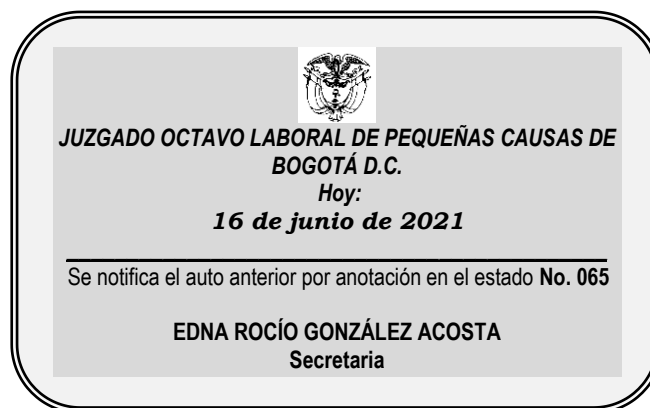 JUZGADO OCTAVO LABORAL DE PEQUEÑAS CAUSAS DE
BOGOTÁ D.C.
Hoy:
16 de junio de 2021
Se notifica el auto anterior por anotación en el estado No. 065
EDNA ROCÍO GONZÁLEZ ACOSTA
Secretaria